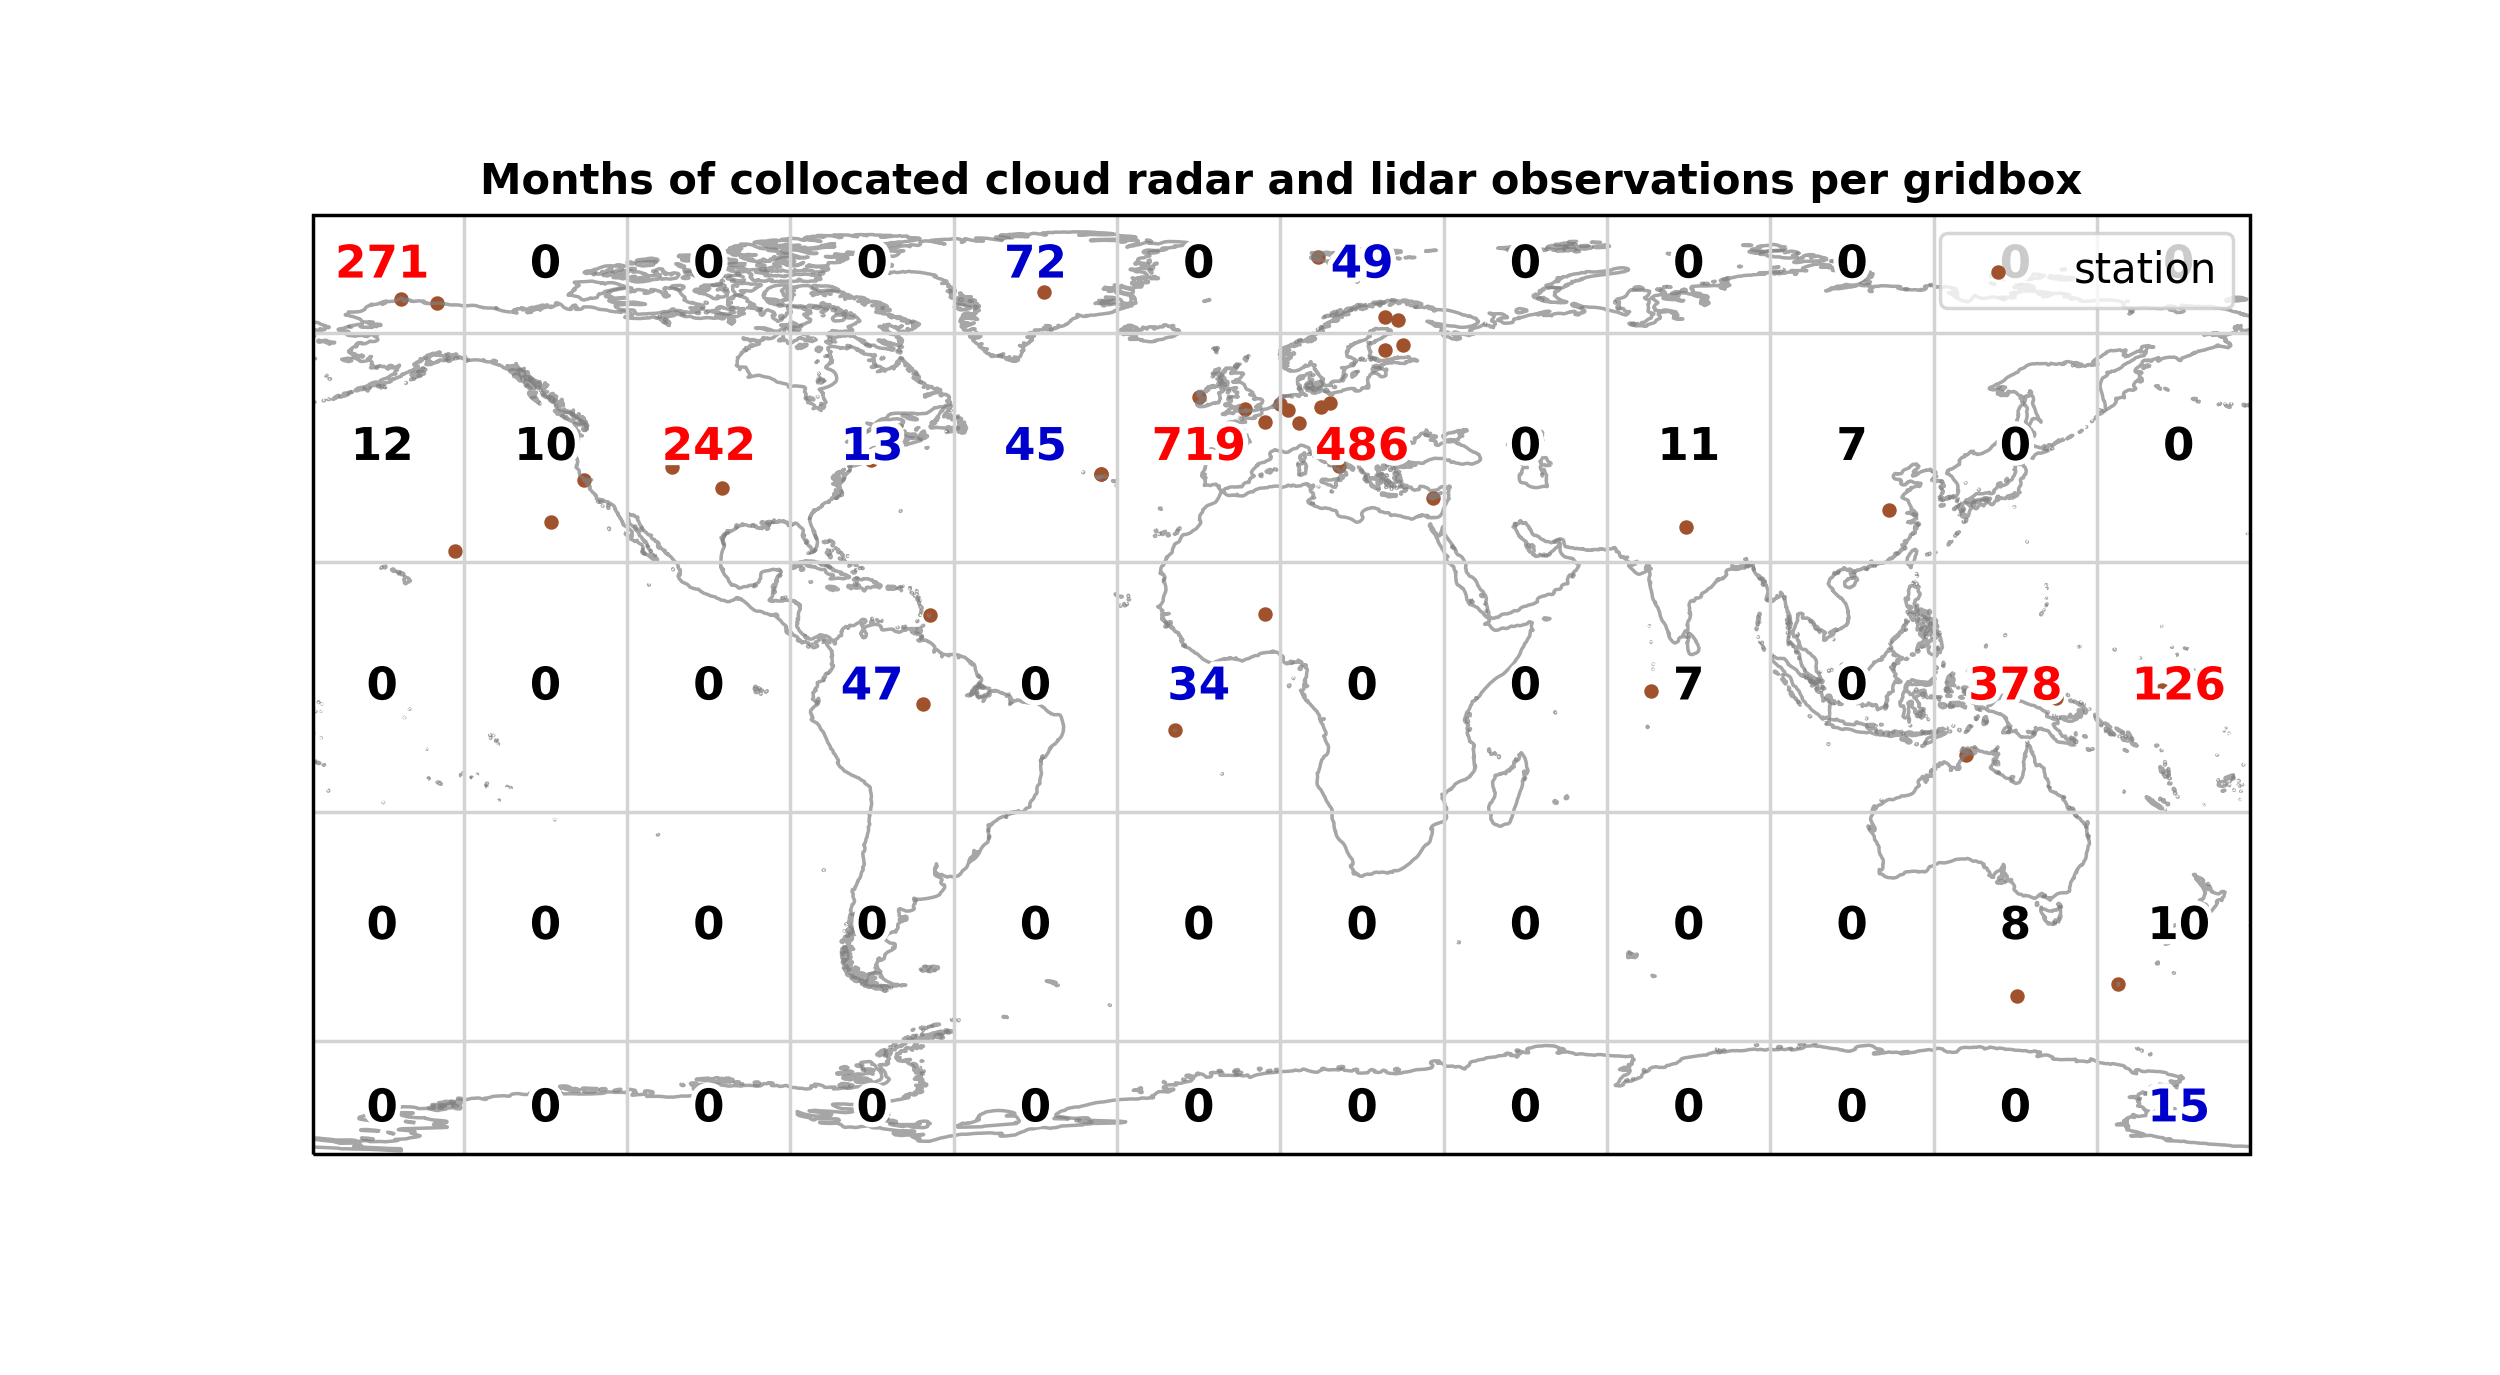 Months of collocated cloud radar and lidar observations per gridbox
271 0 0 0 72 0 49 0 0 0 0 0
station
12 10 242 13 45 719 486 0 11 7 0 0
0 0 0 47 0 34 0 0 7 0 378 126
0 0 0 0 0 0 0 0 0 0 8 10
0 0 0 0 0 0 0 0 0 0 0 15